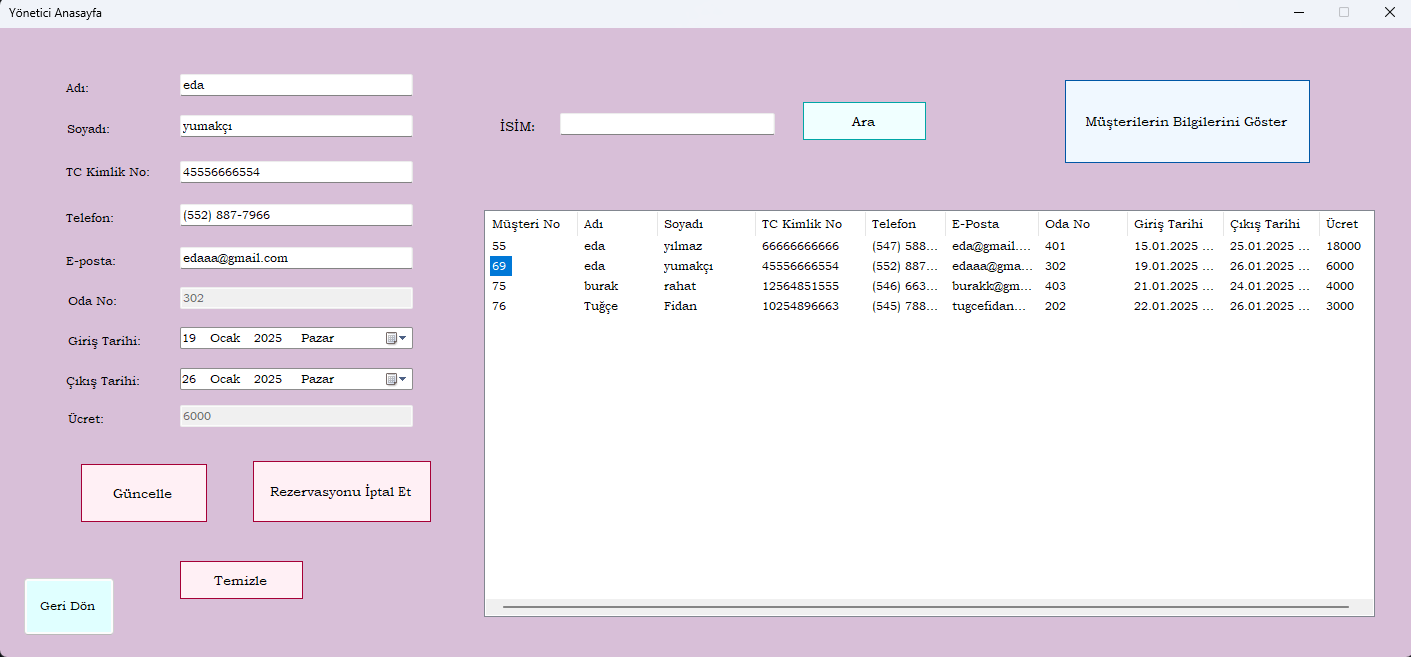 Yönetici Anasayfa
Adı: eda
Soyadı: yumakçı
TC Kimlik No: 45556666554
Telefon: (552) 887-7966
E-posta: edaaa@gmail.com
Oda No: 302
Giriş Tarihi: 19 Ocak 2025 Pazar
Çıkış Tarihi: 26 Ocak 2025 Pazar
Ücret: 6000
Güncelle
Rezervasyonu İptal Et
Temizle
Geri Dön
İSİM:
Ara
Müşterilerin Bilgilerini Göster
Müşteri No Adı Soyadı TC Kimlik No Telefon E-Posta Oda No Giriş Tarihi Çıkış Tarihi Ücret
55 eda yılmaz 66666666666 (547) 588... eda@gmail.... 401 15.01.2025 ... 25.01.2025 ... 18000
69 eda yumakçı 45556666554 (552) 887... edaaa@gma... 302 19.01.2025 ... 26.01.2025 ... 6000
75 burak rahat 12564851555 (546) 663... burakk@gm... 403 21.01.2025 ... 24.01.2025 ... 4000
76 Tuğçe Fidan 10254896663 (545) 788... tugcefidan... 202 22.01.2025 ... 26.01.2025 ... 3000